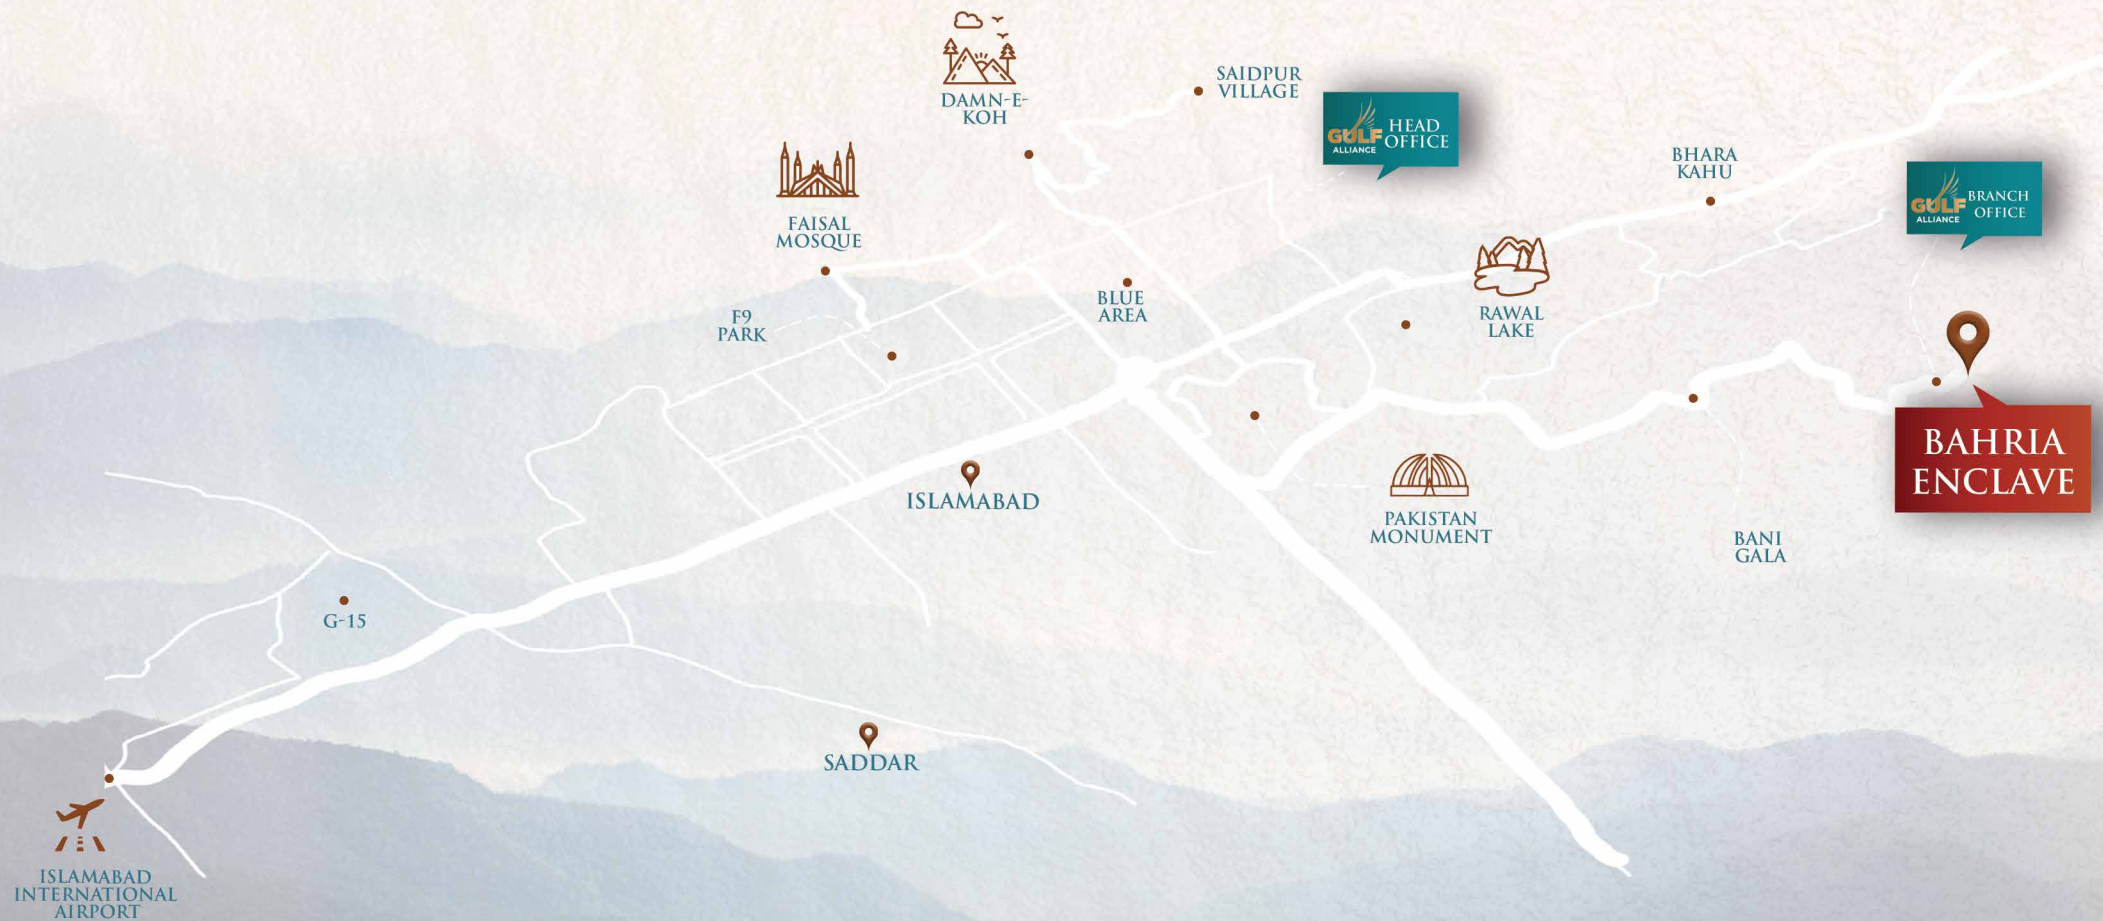 DAMN-E-
KOH
SAIDPUR
VILLAGE
GULF
ALLIANCE
HEAD
OFFICE
BHARA
KAHU
GULF
ALLIANCE
BRANCH
OFFICE
FAISAL
MOSQUE
BLUE
AREA
F9
PARK
RAWAL
LAKE
BAHRIA
ENCLAVE
ISLAMABAD
PAKISTAN
MONUMENT
BANI
GALA
G-15
SADDAR
ISLAMABAD
INTERNATIONAL
AIRPORT